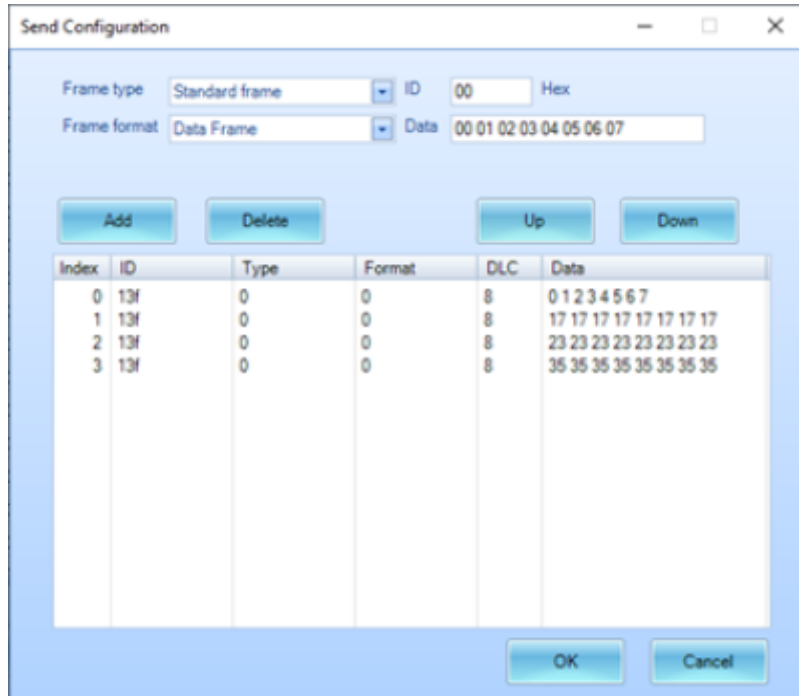 Send Configuration
Frame type Standard frame ID 00 Hex
Frame format Data Frame Data 00 01 02 03 04 05 06 07
Add Delete Up Down
Index ID Type Format DLC Data
0 13f 0 0 8 0 1 2 3 4 5 6 7
1 13f 0 0 8 17 17 17 17 17 17 17 17
2 13f 0 0 8 23 23 23 23 23 23 23 23
3 13f 0 0 8 35 35 35 35 35 35 35 35
OK Cancel